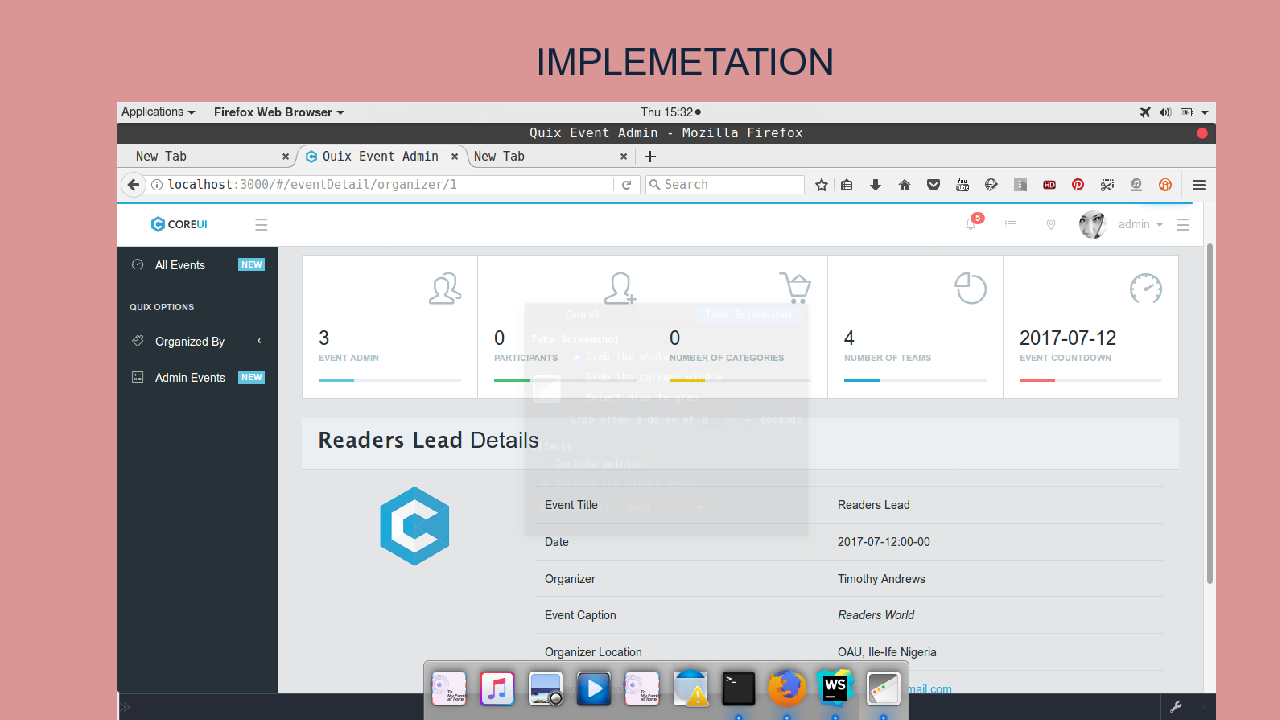 IMPLEMETATION
Applications Firefox Web Browser Thu 15:32
Quix Event Admin - Mozilla Firefox
New Tab Quix Event Admin New Tab
localhost:3000/#/eventDetail/organizer/1 Search
COREUI 5 admin
All Events NEW
QUIX OPTIONS
Organized By
Admin Events NEW
3 0 0 4 2017-07-12
EVENT ADMIN PARTICIPANTS NUMBER OF CATEGORIES NUMBER OF TEAMS EVENT COUNTDOWN
Cancel Take Screenshot
Take Screenshot
Grab the whole
Grab the current window
Select area to grab
Grab after a delay of seconds
Effects
Include pointer
Readers Lead Details
Event Title Readers Lead
Date 2017-07-12:00-00
Organizer Timothy Andrews
Event Caption Readers World
Organizer Location OAU, Ile-Ife Nigeria
mail.com
WS